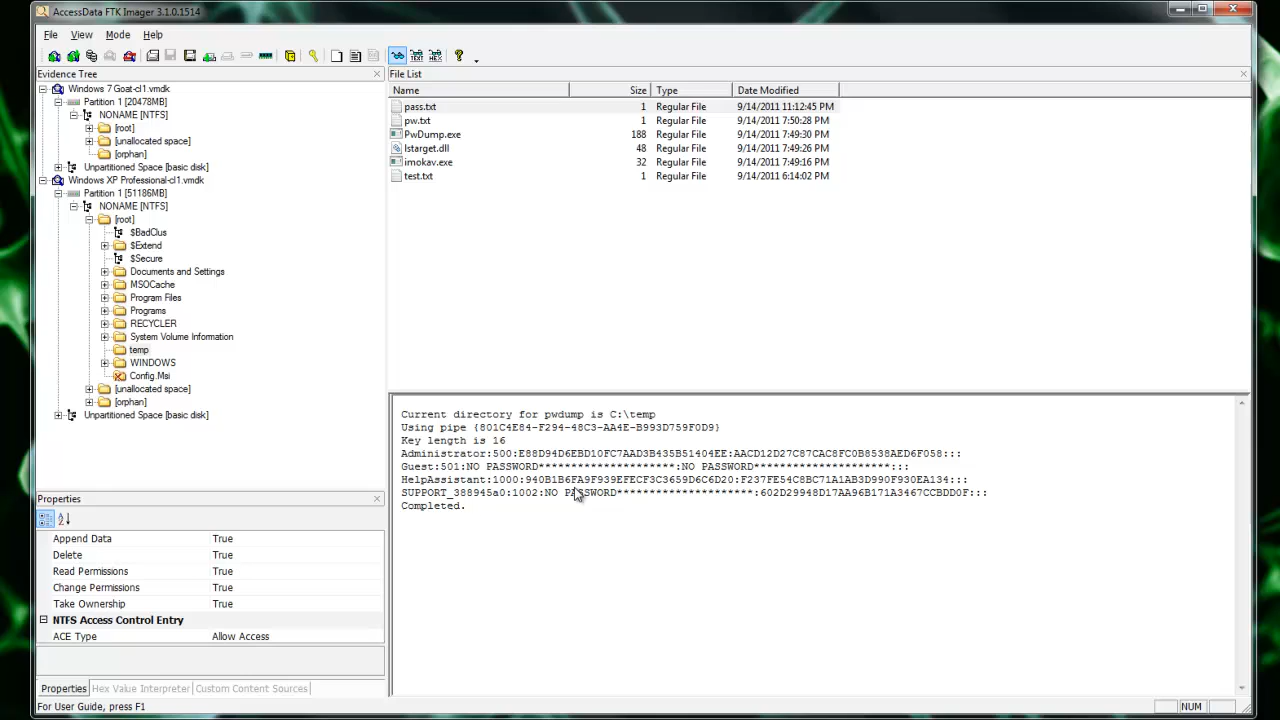 AccessData FTK Imager 3.1.0.1514
File View Mode Help
Evidence Tree
Windows 7 Goat-cl1.vmdk
Partition 1 [20478MB]
NONAME [NTFS]
[root]
[unallocated space]
[orphan]
Unpartitioned Space [basic disk]
Windows XP Professional-cl1.vmdk
Partition 1 [51186MB]
NONAME [NTFS]
[root]
$BadClus
$Extend
$Secure
Documents and Settings
MSOCache
Program Files
Programs
RECYCLER
System Volume Information
temp
WINDOWS
Config.Msi
[unallocated space]
[orphan]
Unpartitioned Space [basic disk]
Properties
Append Data True
Delete True
Read Permissions True
Change Permissions True
Take Ownership True
NTFS Access Control Entry
ACE Type Allow Access
Properties Hex Value Interpreter Custom Content Sources
For User Guide, press F1
File List
Name Size Type Date Modified
pass.txt 1 Regular File 9/14/2011 11:12:45 PM
pw.txt 1 Regular File 9/14/2011 7:50:28 PM
PwDump.exe 188 Regular File 9/14/2011 7:49:30 PM
lstarget.dll 48 Regular File 9/14/2011 7:49:26 PM
imokav.exe 32 Regular File 9/14/2011 7:49:16 PM
test.txt 1 Regular File 9/14/2011 6:14:02 PM
Current directory for pwdump is C:\temp
Using pipe {801C4E84-F294-48C3-AA4E-B993D759F0D9}
Key length is 16
Administrator:500:E88D94D6EBD10FC7AAD3B435B51404EE:AACD12D27C87CAC8FC0B8538AED6F058:::
Guest:501:NO PASSWORD*********************:NO PASSWORD*********************:::
HelpAssistant:1000:940B1B6FA9F939EFECF3C3659D6C6D20:F237FE54C8BC71A1AB3D990F930EA134:::
SUPPORT_388945a0:1002:NO PASSWORD*********************:602D29948D17AA96B171A3467CCBDD0F:::
Completed.
NUM